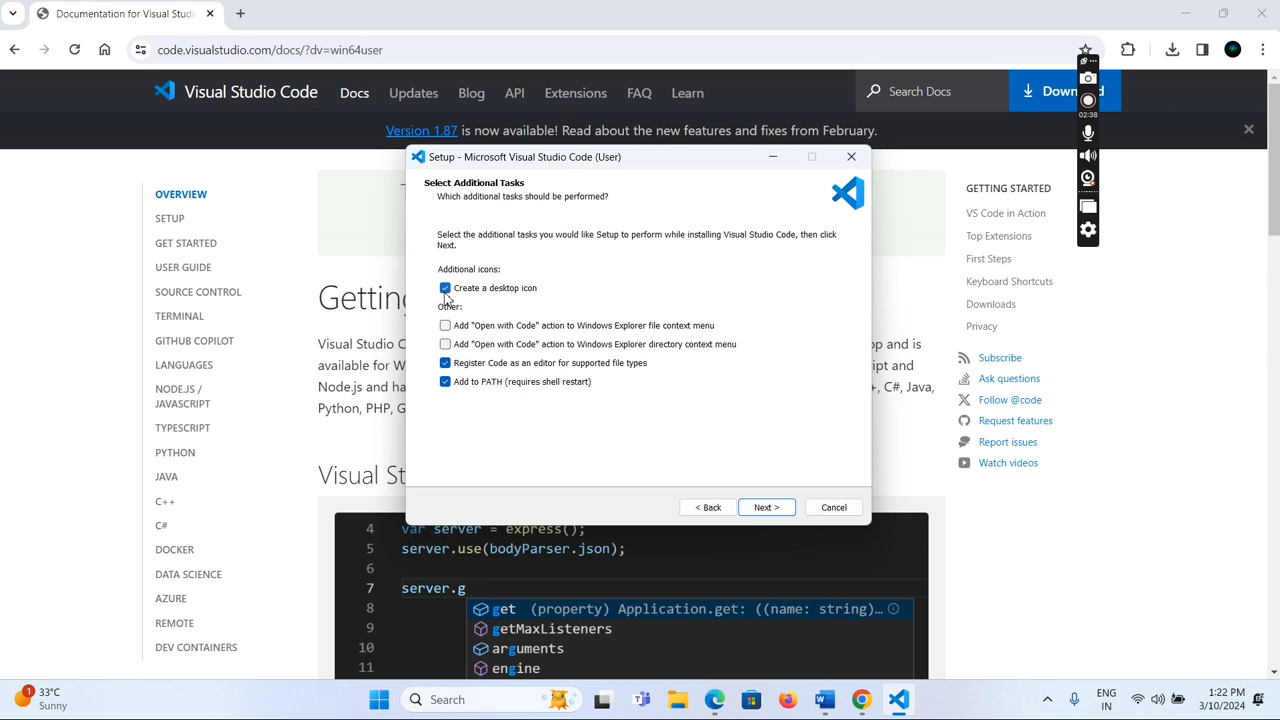 Documentation for Visual Studi
code.visualstudio.com/docs/?dv=win64user
Visual Studio Code
Docs
Updates
Blog
API
Extensions
FAQ
Learn
Search Docs
Version 1.87 is now available! Read about the new features and fixes from February.
02:38
OVERVIEW
SETUP
GET STARTED
USER GUIDE
SOURCE CONTROL
TERMINAL
GITHUB COPILOT
LANGUAGES
NODE.JS /
JAVASCRIPT
TYPESCRIPT
PYTHON
JAVA
C++
C#
DOCKER
DATA SCIENCE
AZURE
REMOTE
DEV CONTAINERS
Visual Studio C
available for W
Node.js and ha
Python, PHP, G
Setup - Microsoft Visual Studio Code (User)
Select Additional Tasks
Which additional tasks should be performed?
Select the additional tasks you would like Setup to perform while installing Visual Studio Code, then click
Next.
Additional icons:
Create a desktop icon
Other:
Add "Open with Code" action to Windows Explorer file context menu
Add "Open with Code" action to Windows Explorer directory context menu
Register Code as an editor for supported file types
Add to PATH (requires shell restart)
< Back
Next >
Cancel
op and is
ript and
+, C#, Java,
4 var server = express();
5 server.use(bodyParser.json);
6
7 server.g
8 get (property) Application.get: ((name: string)…
9 getMaxListeners
10 arguments
11 engine
GETTING STARTED
VS Code in Action
Top Extensions
First Steps
Keyboard Shortcuts
Downloads
Privacy
Subscribe
Ask questions
Follow @code
Request features
Report issues
Watch videos
33°C
Sunny
1
Search
ENG
IN
1:22 PM
3/10/2024